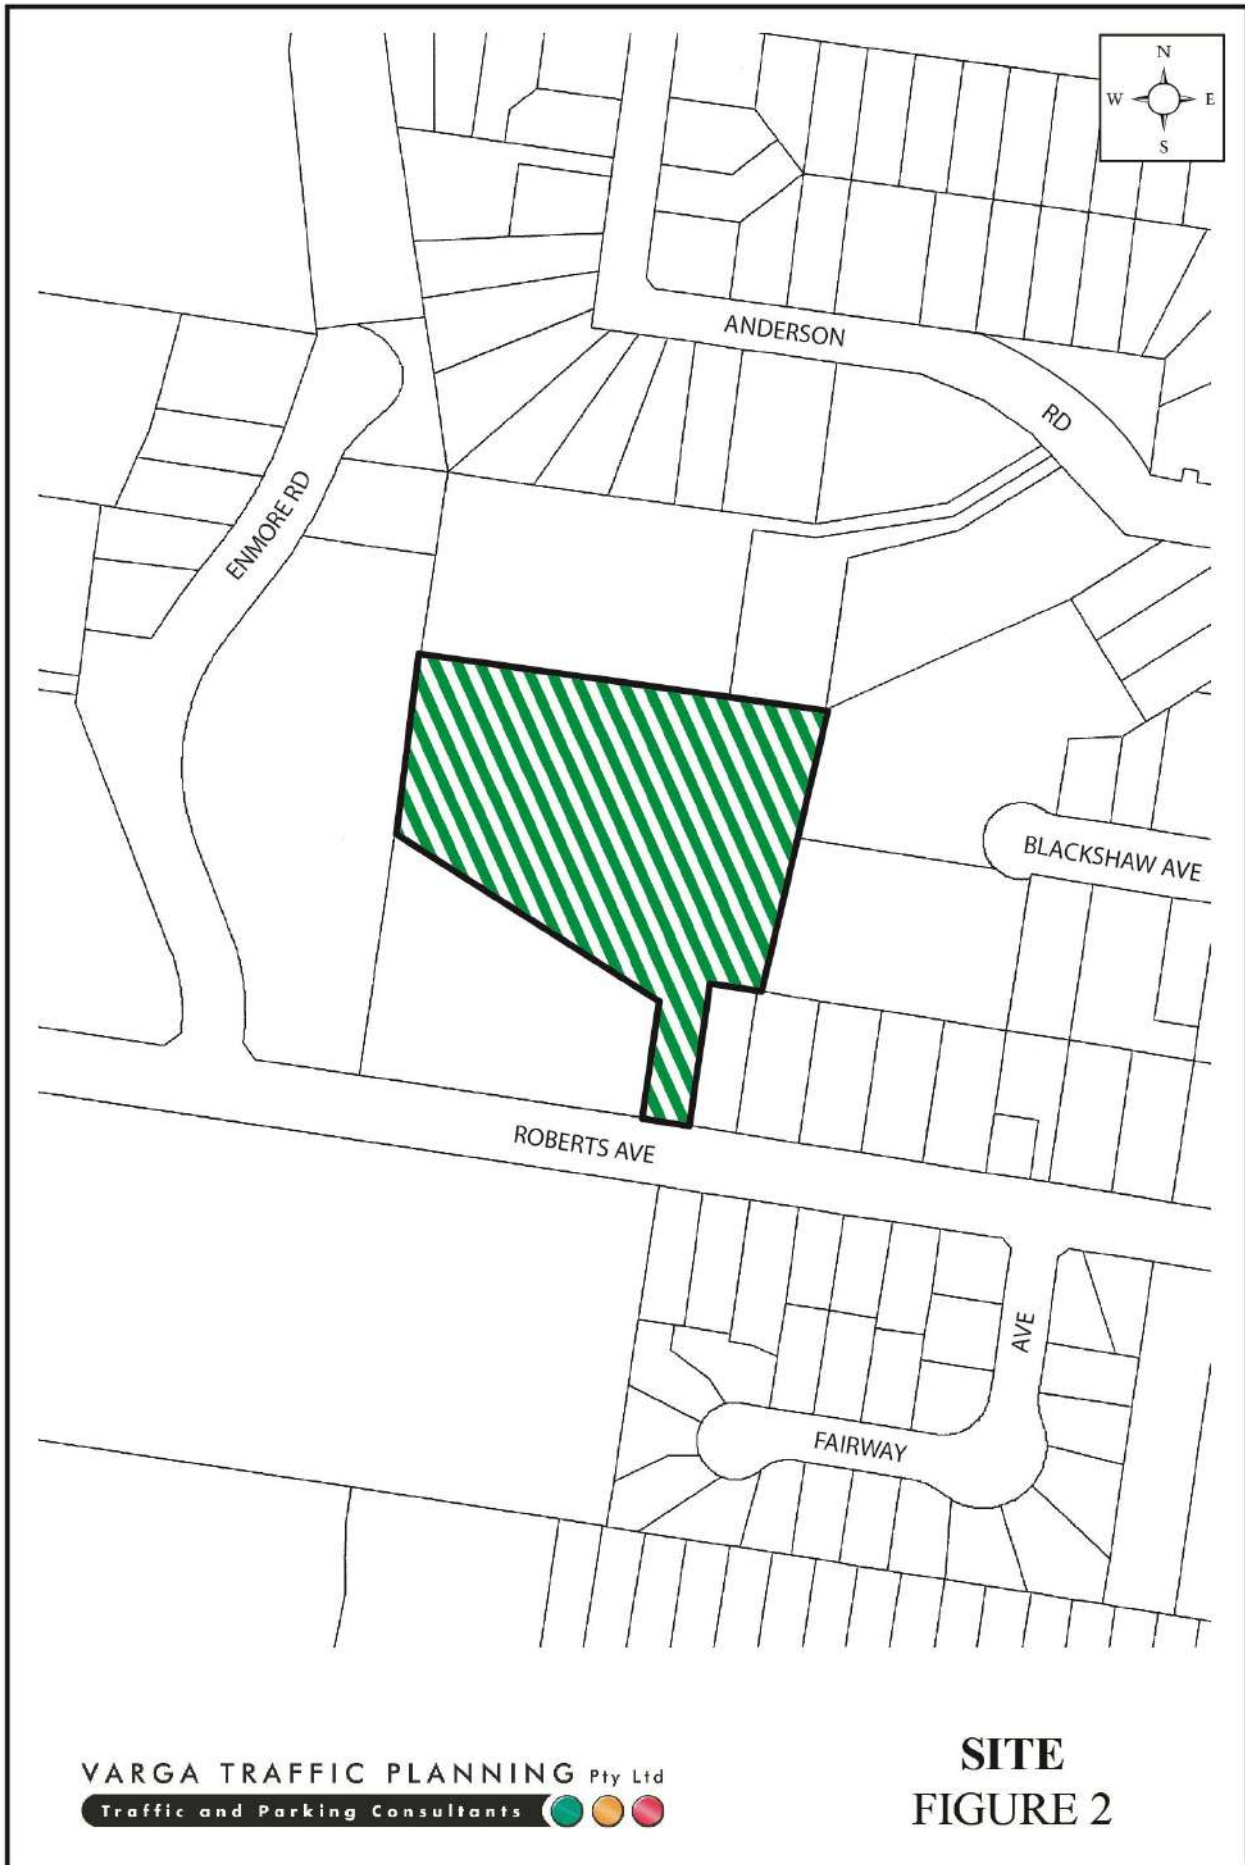 N
W E
S
ANDERSON
RD
ENMORE RD
BLACKSHAW AVE
ROBERTS AVE
AVE
FAIRWAY
VARGA TRAFFIC PLANNING Pty Ltd
Traffic and Parking Consultants
SITE
FIGURE 2